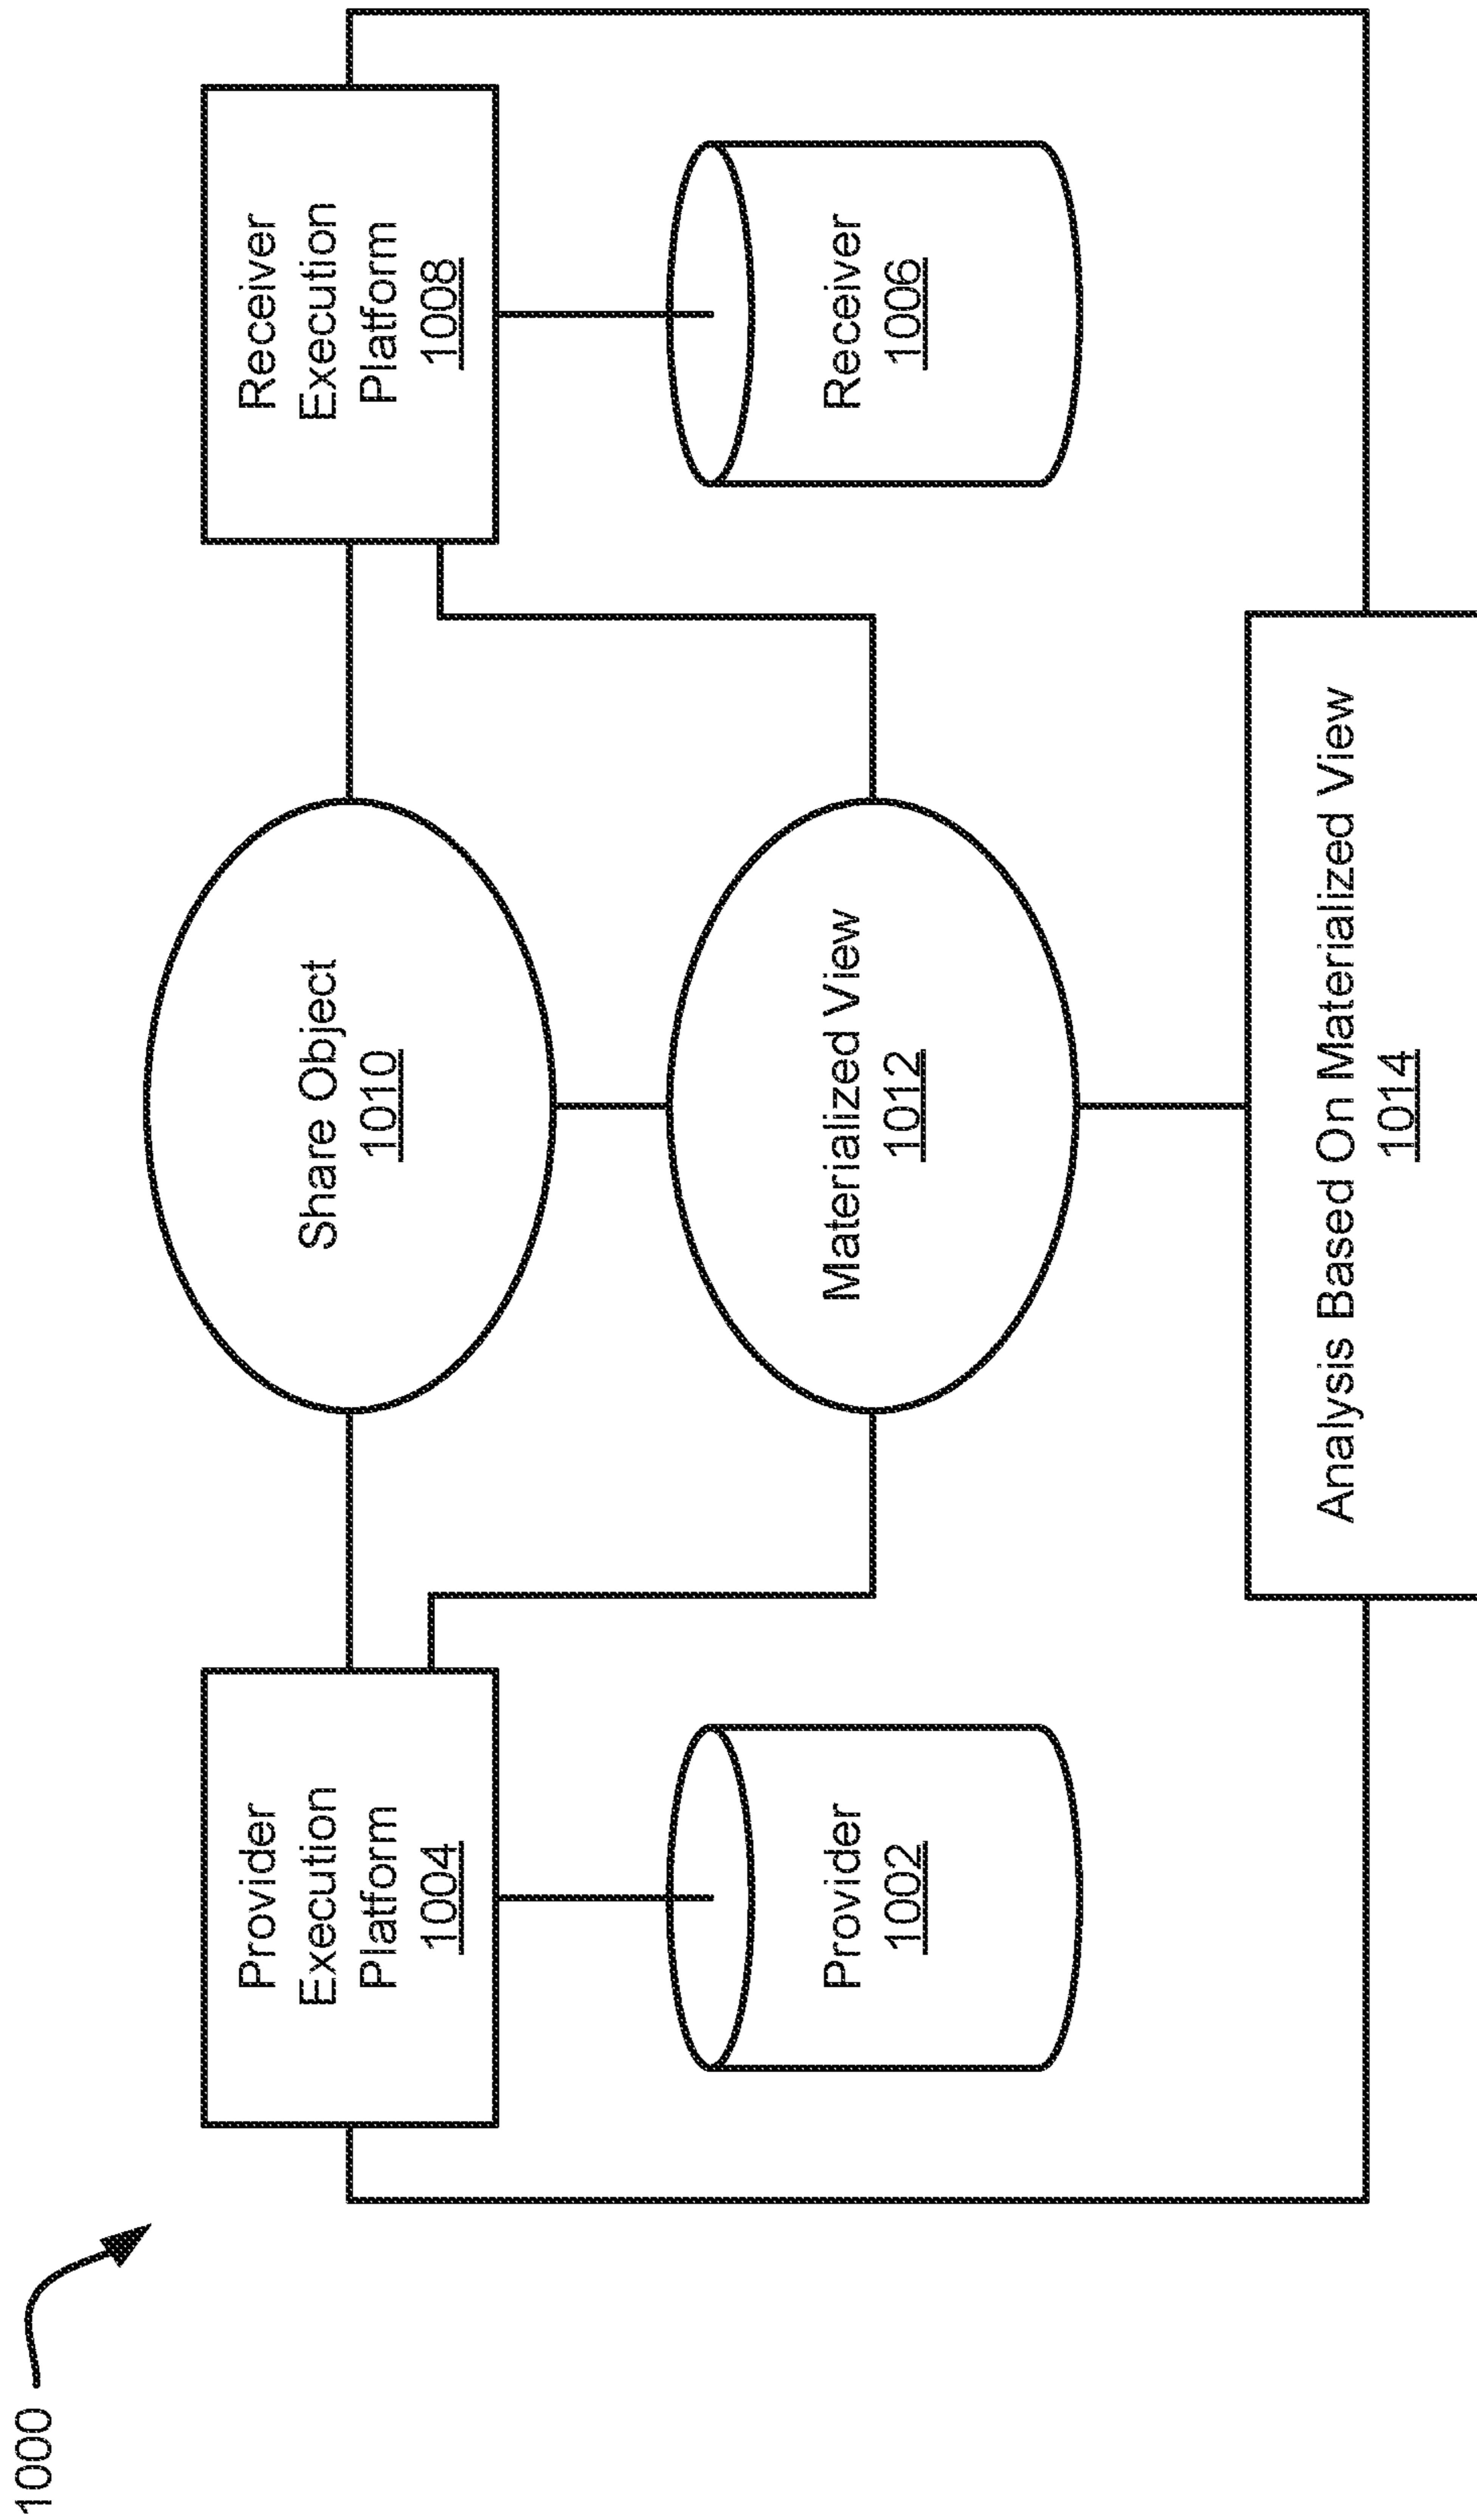 1000
Provider
Execution
Platform
1004
Share Object
1010
Receiver
Execution
Platform
1008
Provider
1002
Materialized View
1012
Receiver
1006
Analysis Based On Materialized View
1014